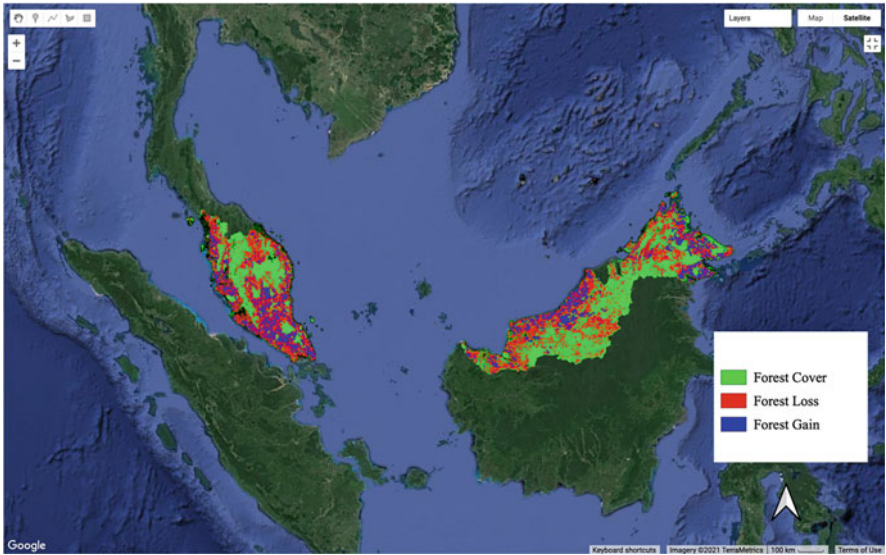 +
−
Layers
Map
Satellite
Forest Cover
Forest Loss
Forest Gain
Google
Keyboard shortcuts
Imagery ©2021 TerraMetrics
100 km
Terms of Use